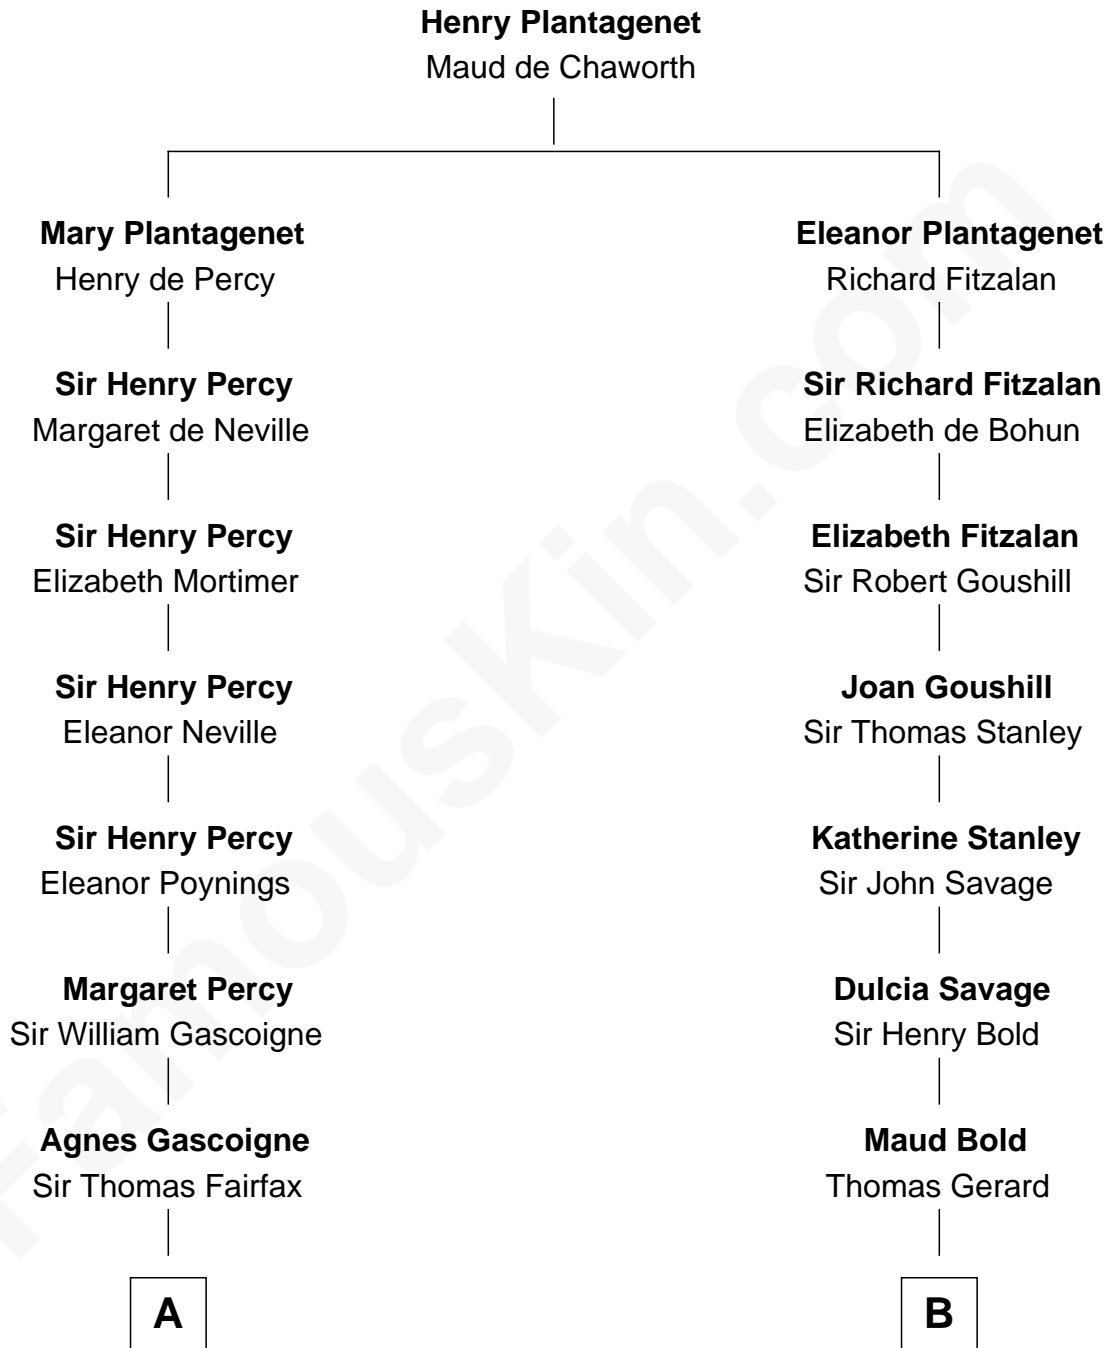 Henry Plantagenet
Maud de Chaworth
Mary Plantagenet
Henry de Percy
Sir Henry Percy
Margaret de Neville
Sir Henry Percy
Elizabeth Mortimer
Sir Henry Percy
Eleanor Neville
Sir Henry Percy
Eleanor Poynings
Margaret Percy
Sir William Gascoigne
Agnes Gascoigne
Sir Thomas Fairfax
A
Eleanor Plantagenet
Richard Fitzalan
Sir Richard Fitzalan
Elizabeth de Bohun
Elizabeth Fitzalan
Sir Robert Goushill
Joan Goushill
Sir Thomas Stanley
Katherine Stanley
Sir John Savage
Dulcia Savage
Sir Henry Bold
Maud Bold
Thomas Gerard
B
FamousKin.com